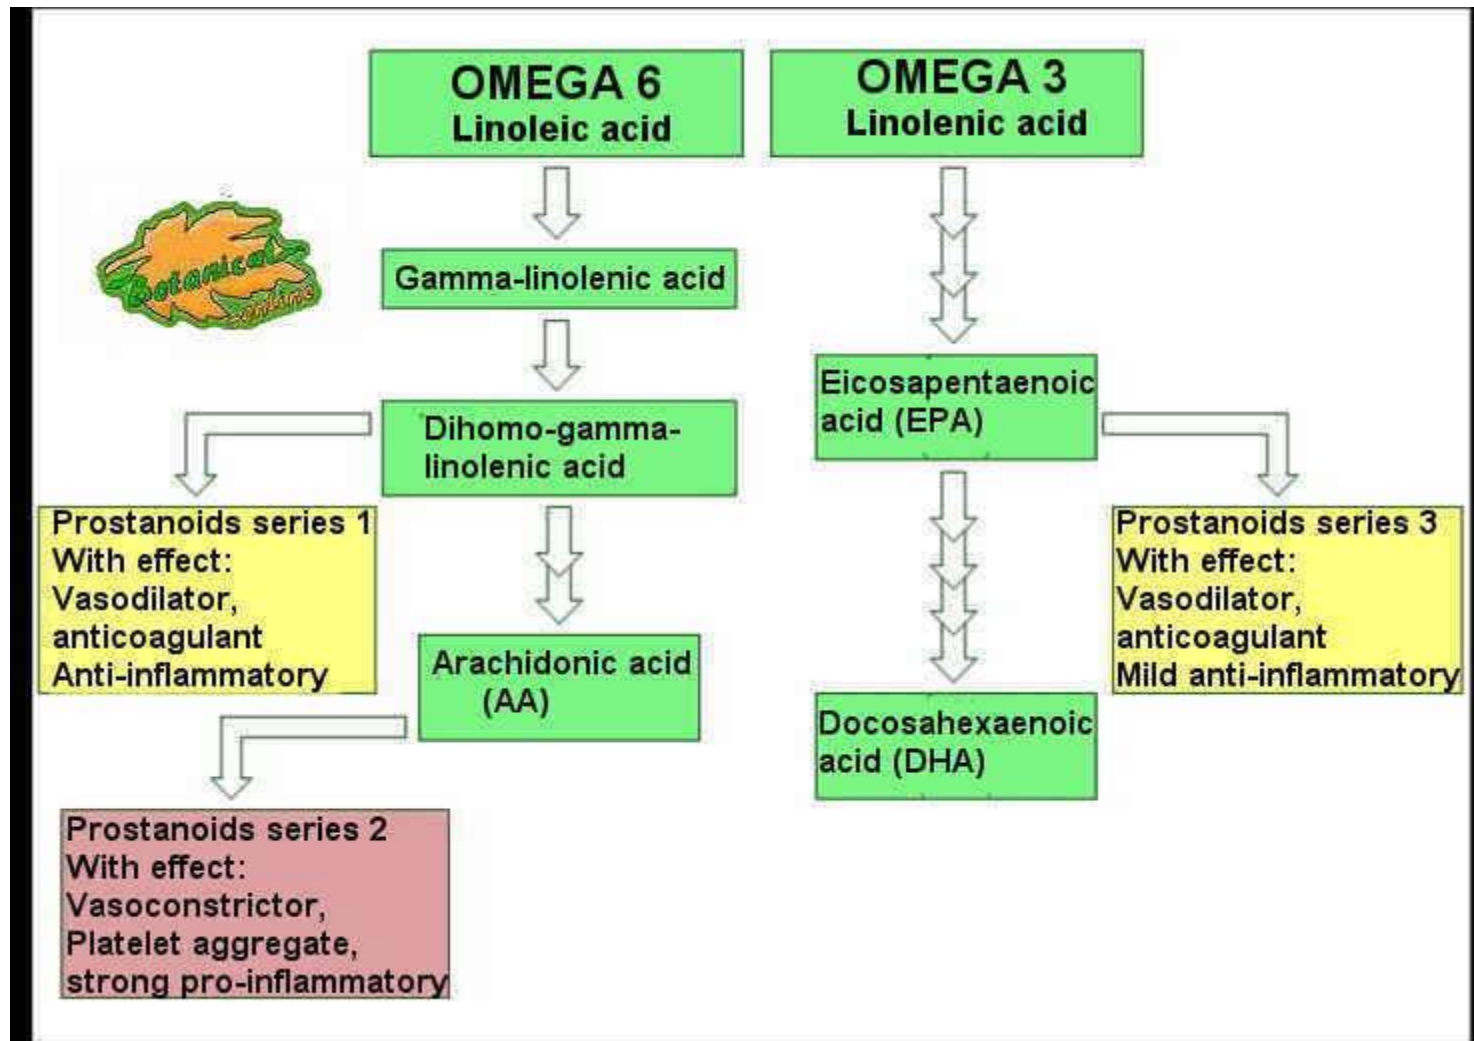 OMEGA 6
Linoleic acid
OMEGA 3
Linolenic acid
Botanical
online
Gamma-linolenic acid
Eicosapentaenoic
acid (EPA)
Dihomo-gamma-
linolenic acid
Prostanoids series 1
With effect:
Vasodilator,
anticoagulant
Anti-inflammatory
Prostanoids series 3
With effect:
Vasodilator,
anticoagulant
Mild anti-inflammatory
Arachidonic acid
(AA)
Docosahexaenoic
acid (DHA)
Prostanoids series 2
With effect:
Vasoconstrictor,
Platelet aggregate,
strong pro-inflammatory